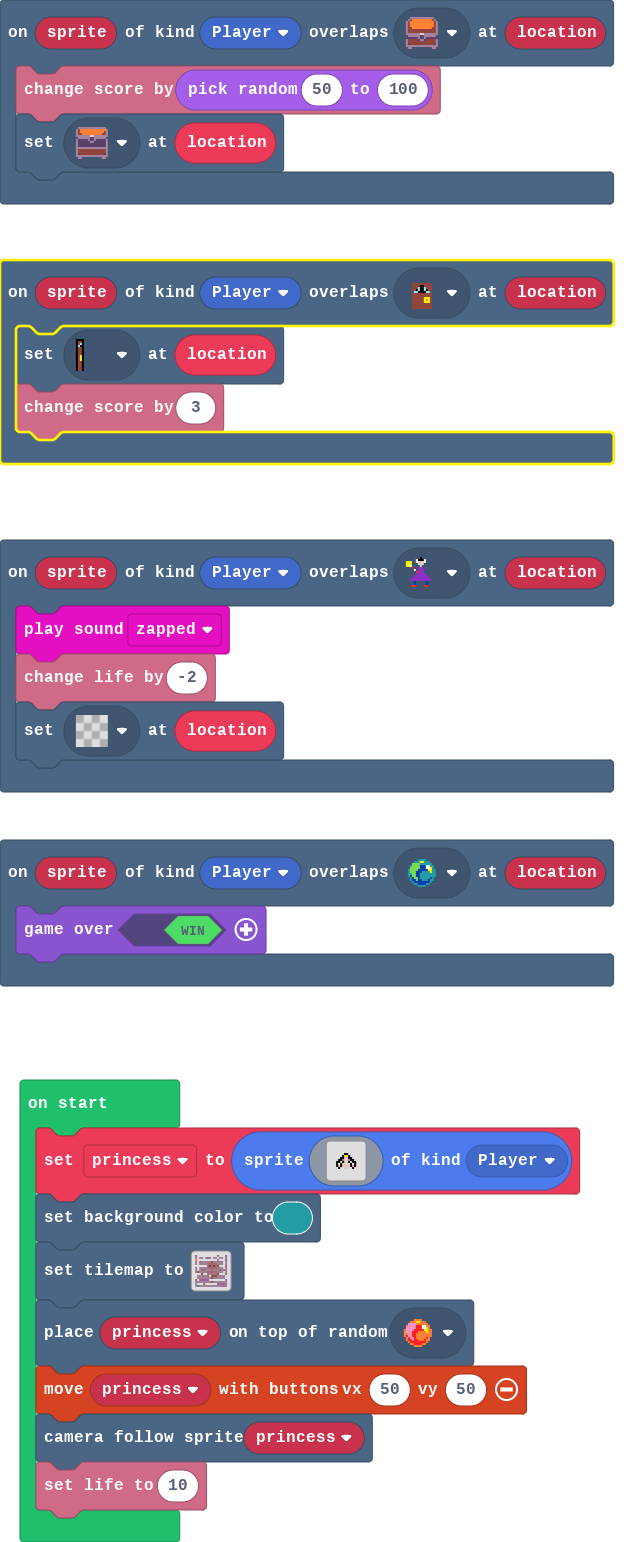 on sprite of kind Player overlaps at location
change score by pick random 50 to 100
set at location
on sprite of kind Player overlaps at location
set at location
change score by 3
on sprite of kind Player overlaps at location
play sound zapped
change life by -2
set at location
on sprite of kind Player overlaps at location
game over WIN
on start
set princess to sprite of kind Player
set background color to
set tilemap to
place princess on top of random
move princess with buttons vx 50 vy 50
camera follow sprite princess
set life to 10